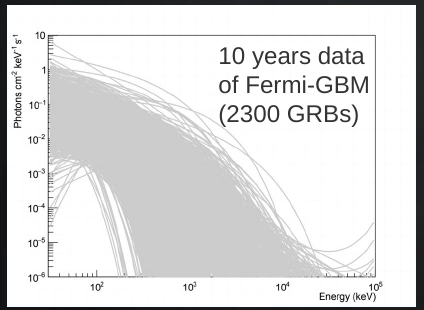 10 years data
of Fermi-GBM
(2300 GRBs)
Photons cm⁻² keV⁻¹ s⁻¹
10
1
10⁻¹
10⁻²
10⁻³
10⁻⁴
10⁻⁵
10⁻⁶
10² 10³ 10⁴ 10⁵
Energy (keV)